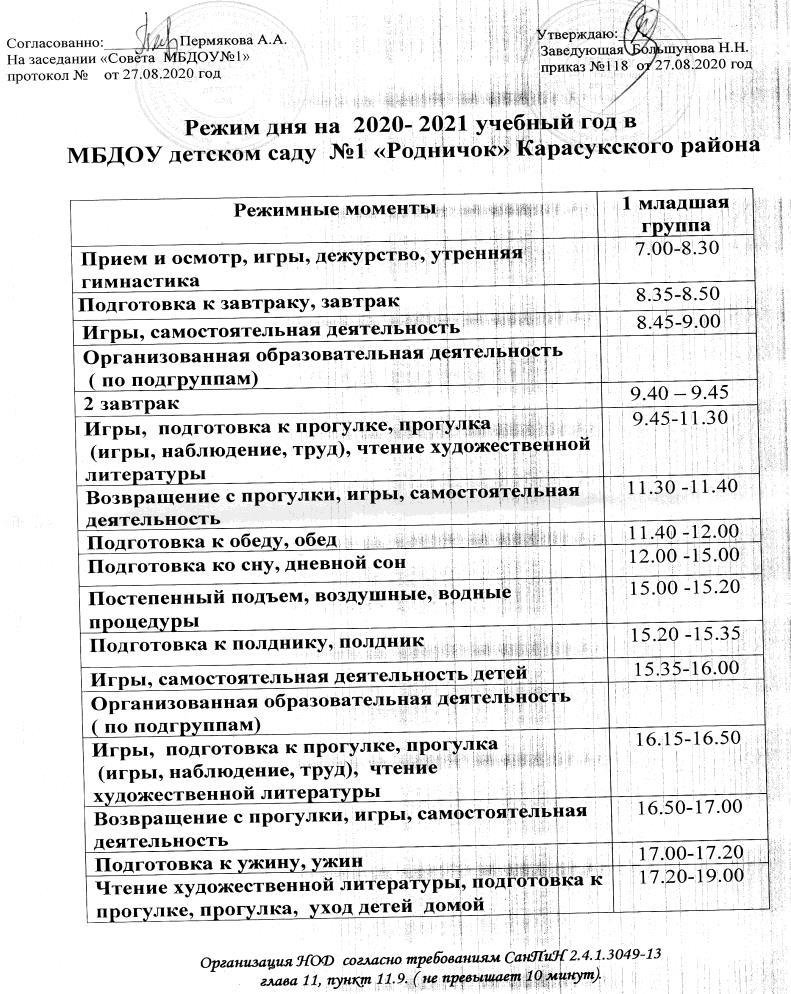 Согласованно: Пермякова А.А.
На заседании «Совета МБДОУ№1»
протокол № от 27.08.2020 год
Утверждаю:
Заведующая Большунова Н.Н.
приказ №118 от 27.08.2020 год
Режим дня на 2020- 2021 учебный год в
МБДОУ детском саду №1 «Родничок» Карасукского района
Режимные моменты
1 младшая
группа
Прием и осмотр, игры, дежурство, утренняя
гимнастика
7.00-8.30
Подготовка к завтраку, завтрак
8.35-8.50
Игры, самостоятельная деятельность
8.45-9.00
Организованная образовательная деятельность
( по подгруппам)
2 завтрак
9.40 – 9.45
Игры, подготовка к прогулке, прогулка
(игры, наблюдение, труд), чтение художественной
литературы
9.45-11.30
Возвращение с прогулки, игры, самостоятельная
деятельность
11.30 -11.40
Подготовка к обеду, обед
11.40 -12.00
Подготовка ко сну, дневной сон
12.00 -15.00
Постепенный подъем, воздушные, водные
процедуры
15.00 -15.20
Подготовка к полднику, полдник
15.20 -15.35
Игры, самостоятельная деятельность детей
15.35-16.00
Организованная образовательная деятельность
( по подгруппам)
Игры, подготовка к прогулке, прогулка
(игры, наблюдение, труд), чтение
художественной литературы
16.15-16.50
Возвращение с прогулки, игры, самостоятельная
деятельность
16.50-17.00
Подготовка к ужину, ужин
17.00-17.20
Чтение художественной литературы, подготовка к
прогулке, прогулка, уход детей домой
17.20-19.00
Организация НОД согласно требованиям СанПиН 2.4.1.3049-13
глава 11, пункт 11.9. ( не превышает 10 минут).